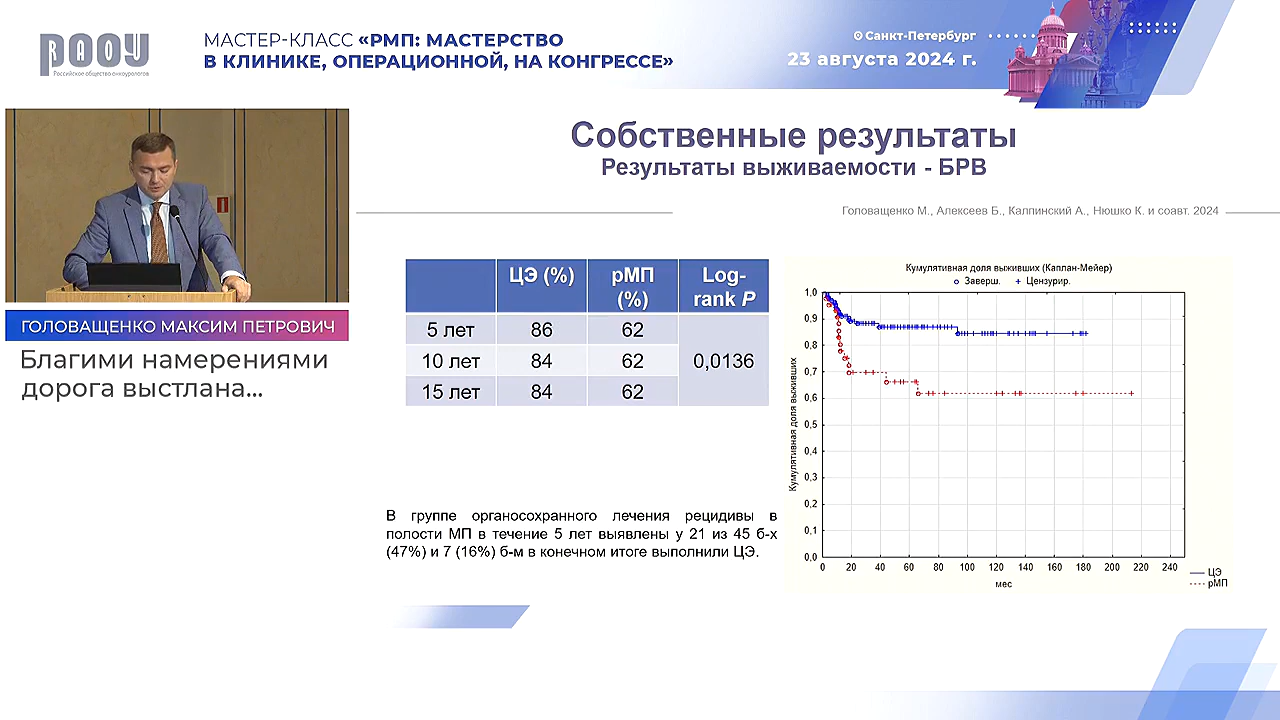 РАОУ
Российское общество онкоурологов
МАСТЕР-КЛАСС «РМП: МАСТЕРСТВО
В КЛИНИКЕ, ОПЕРАЦИОННОЙ, НА КОНГРЕССЕ»
Санкт-Петербург
23 августа 2024 г.
ГОЛОВАЩЕНКО МАКСИМ ПЕТРОВИЧ
Благими намерениями
дорога выстлана...
Собственные результаты
Результаты выживаемости - БРВ
Головащенко М., Алексеев Б., Калпинский А., Нюшко К. и соавт. 2024
ЦЭ (%) рМП (%) Log-rank P
5 лет 86 62 0,0136
10 лет 84 62
15 лет 84 62
В группе органосохранного лечения рецидивы в
полости МП в течение 5 лет выявлены у 21 из 45 б-х
(47%) и 7 (16%) б-м в конечном итоге выполнили ЦЭ.
Кумулятивная доля выживших (Каплан-Мейер)
Заверш. + Цензурир.
Кумулятивная доля выживших
1,0
0,9
0,8
0,7
0,6
0,5
0,4
0,3
0,2
0,1
0,0
0 20 40 60 80 100 120 140 160 180 200 220 240
мес
ЦЭ
рМП